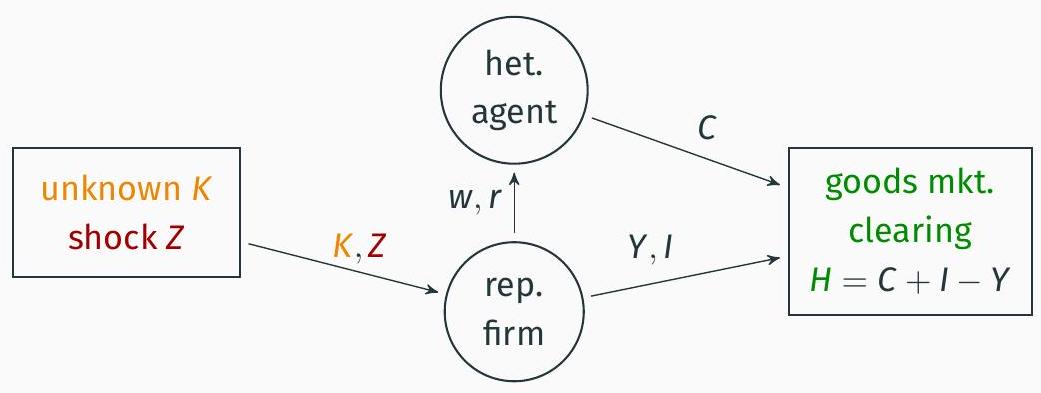 unknown K
shock Z
K, Z
het.
agent
w, r
rep.
firm
C
Y, I
goods mkt.
clearing
H = C + I − Y